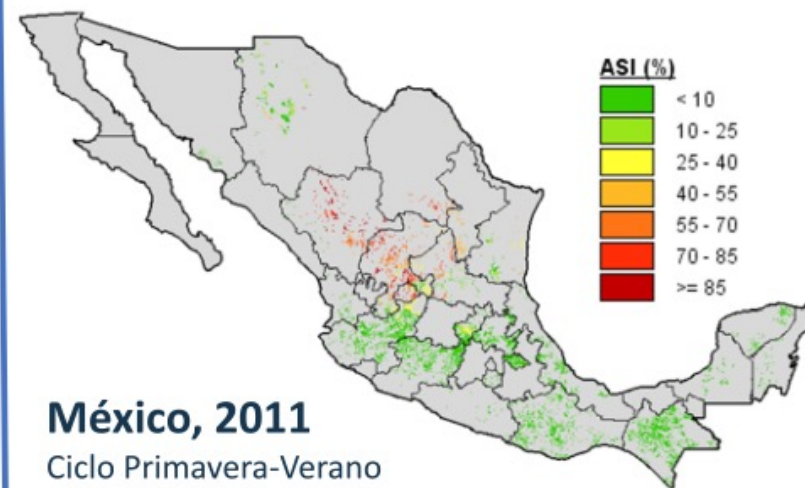 ASI (%)
< 10
10 - 25
25 - 40
40 - 55
55 - 70
70 - 85
>= 85
México, 2011
Ciclo Primavera-Verano